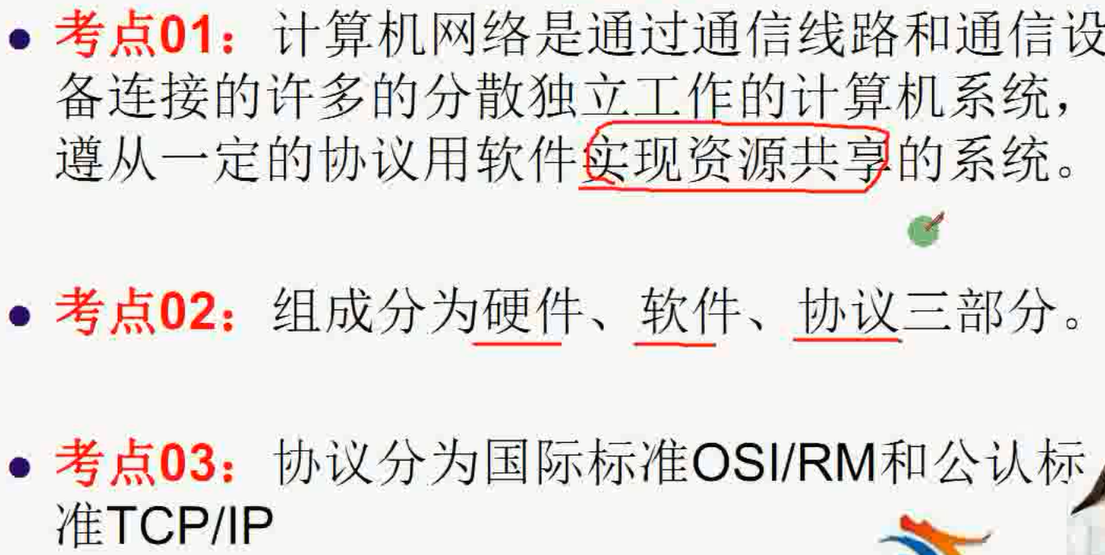 考点01：计算机网络是通过通信线路和通信设
备连接的许多的分散独立工作的计算机系统，
遵从一定的协议用软件实现资源共享的系统。
考点02：组成分为硬件、软件、协议三部分。
考点03：协议分为国际标准OSI/RM和公认标
准TCP/IP